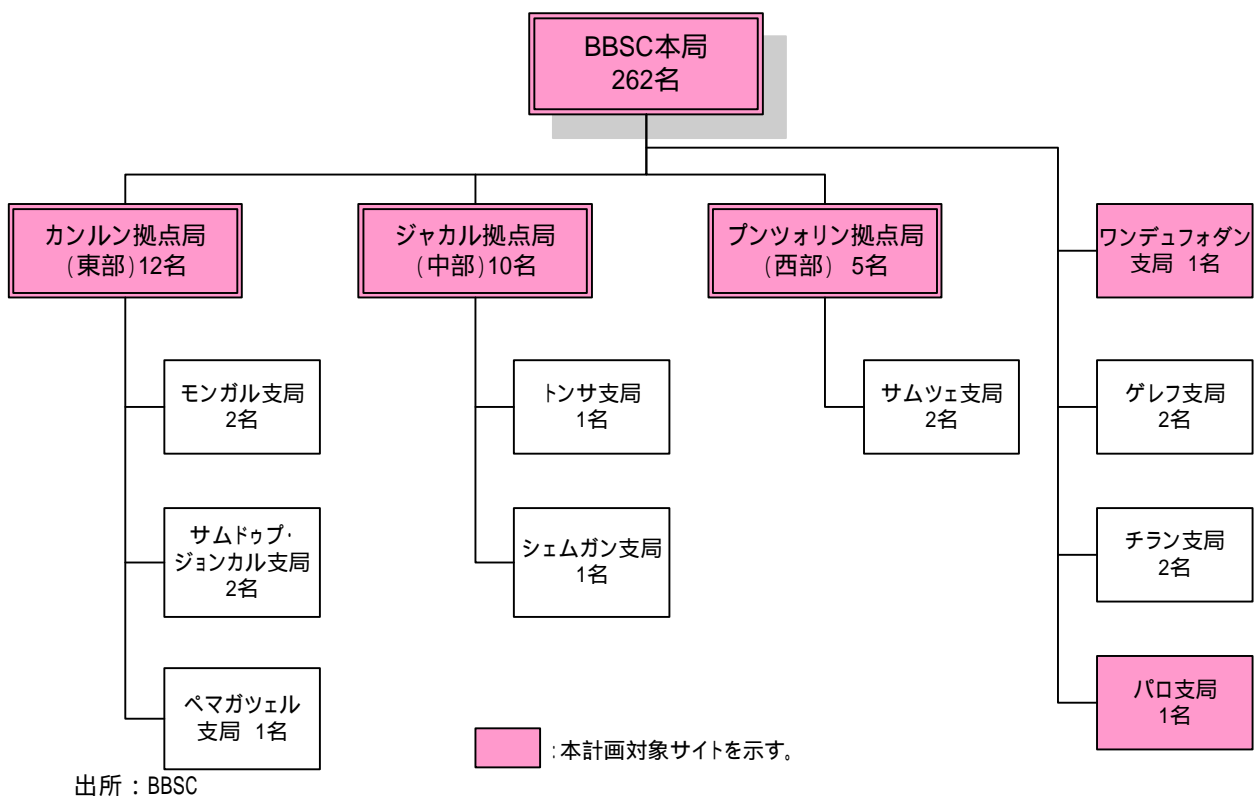 BBSC本局
262名
カンルン拠点局
(東部)12名
ジャカル拠点局
(中部)10名
プンツォリン拠点局
(西部) 5名
ワンデュフォダン
支局 1名
モンガル支局
2名
トンサ支局
1名
サムツェ支局
2名
ゲレフ支局
2名
サムドゥプ・
ジョンカル支局
2名
シェムガン支局
1名
チラン支局
2名
ペマガツェル
支局 1名
パロ支局
1名
:本計画対象サイトを示す。
出所：BBSC